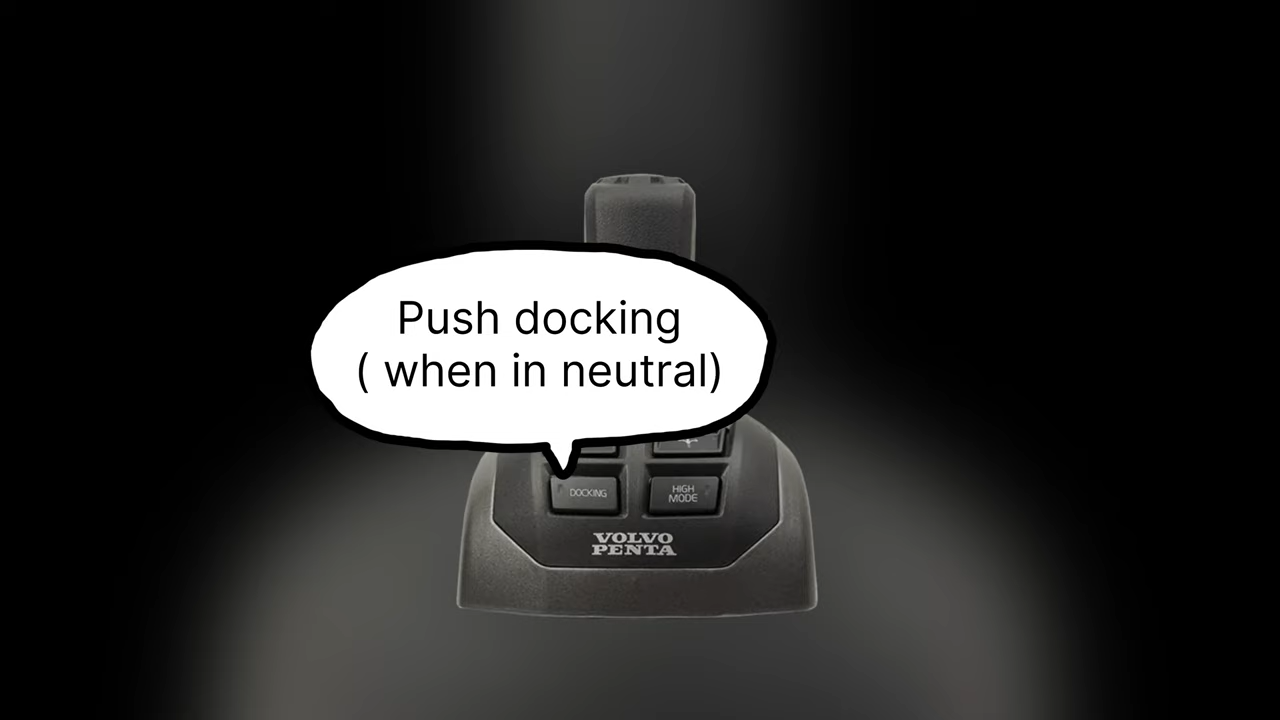 Push docking
( when in neutral)
DOCKING
HIGH
MODE
VOLVO
PENTA